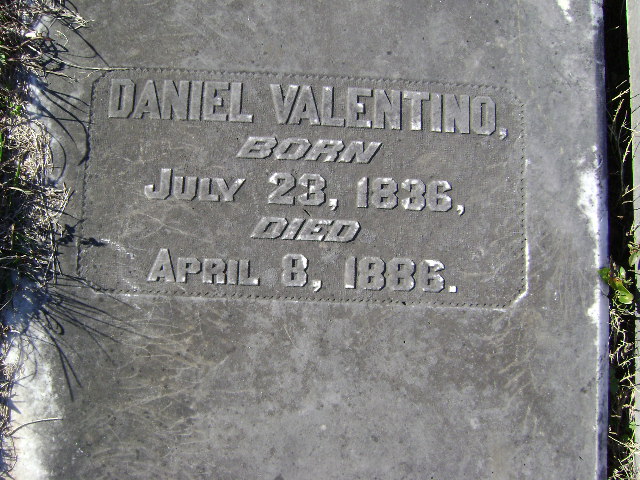 DANIEL VALENTINO,
BORN
JULY 23, 1836,
DIED
APRIL 8, 1886.